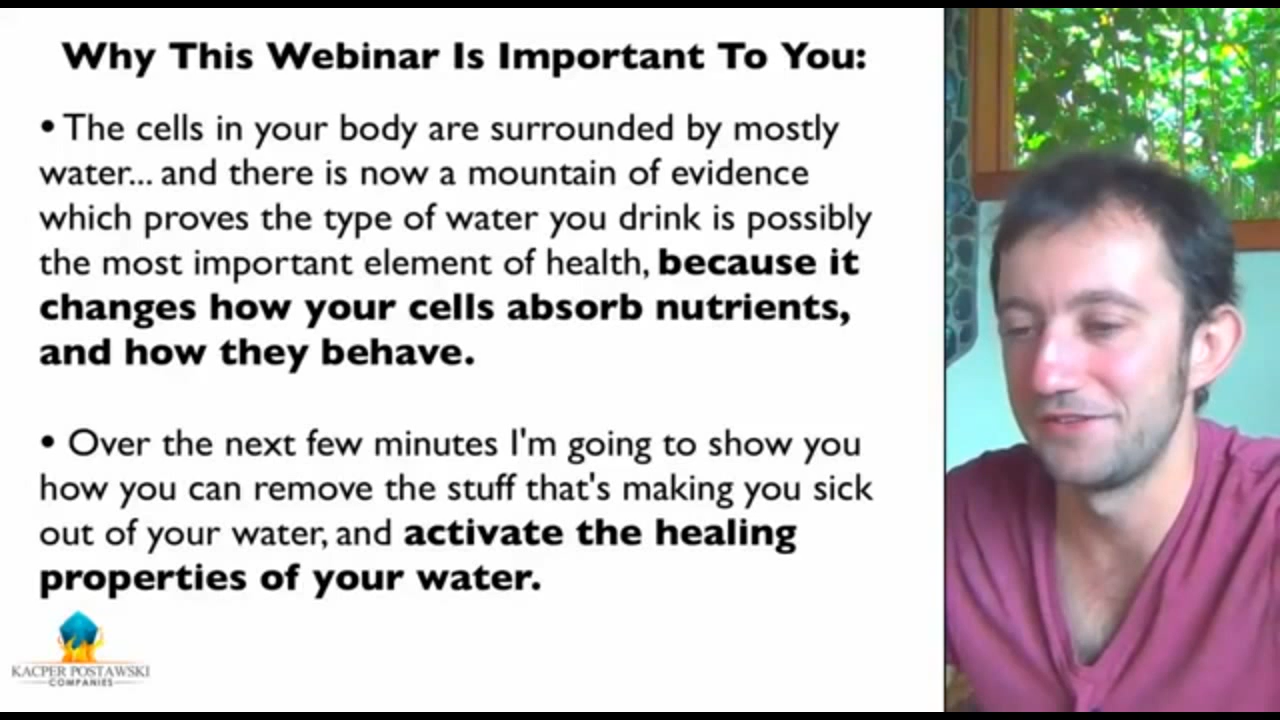 Why This Webinar Is Important To You:
• The cells in your body are surrounded by mostly
water... and there is now a mountain of evidence
which proves the type of water you drink is possibly
the most important element of health, because it
changes how your cells absorb nutrients,
and how they behave.
• Over the next few minutes I'm going to show you
how you can remove the stuff that's making you sick
out of your water, and activate the healing
properties of your water.
KACPER POSTAWSKI
COMPANIES